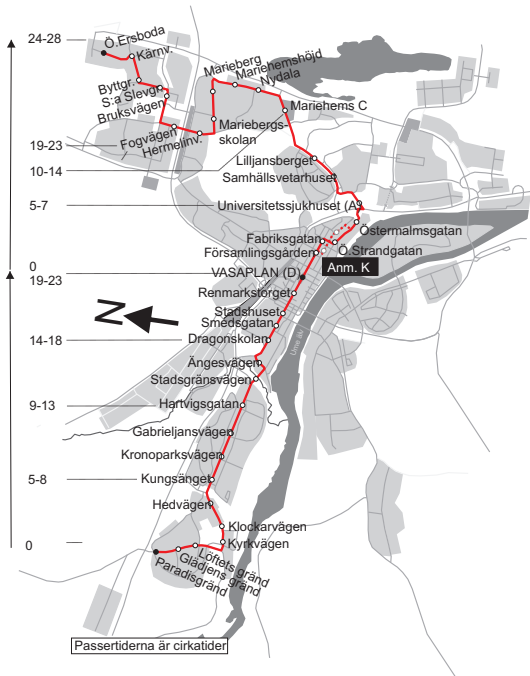 24-28
Ö.Ersboda
Kärnv.
Byttgr.
S:a Slevgr.
Bruksvägen
Fogvägen
Hermelinv.
Marieberg
Mariehemshöjd
Nydala
Mariehems C
Mariebergs-
skolan
19-23
10-14
Lilljansberget
Samhällsvetarhuset
5-7
Universitetssjukhuset (A)
Östermalmsgatan
Fabriksgatan
Ö.Strandgatan
Församlingsgården
Anm. K
0
VASAPLAN (D)
19-23
Renmarkstorget
N
Stadshuset
Smedsgatan
14-18
Dragonskolan
Ume älv
Ängesvägen
Stadsgränsvägen
9-13
Hartvigsgatan
Gabrieljansvägen
Kronoparksvägen
5-8
Kungsänget
Hedvägen
Klockarvägen
0
Kyrkvägen
Löftets gränd
Glädjens gränd
Paradisgränd
Passertiderna är cirkatider